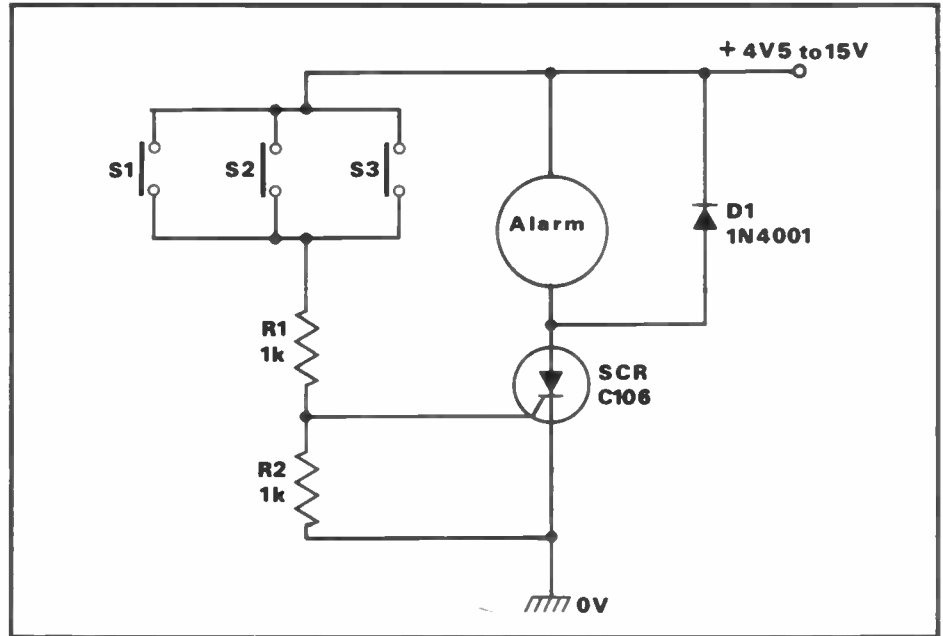 + 4V5 to 15V
S1
S2
S3
Alarm
D1
1N4001
R1
1k
SCR
C106
R2
1k
0V